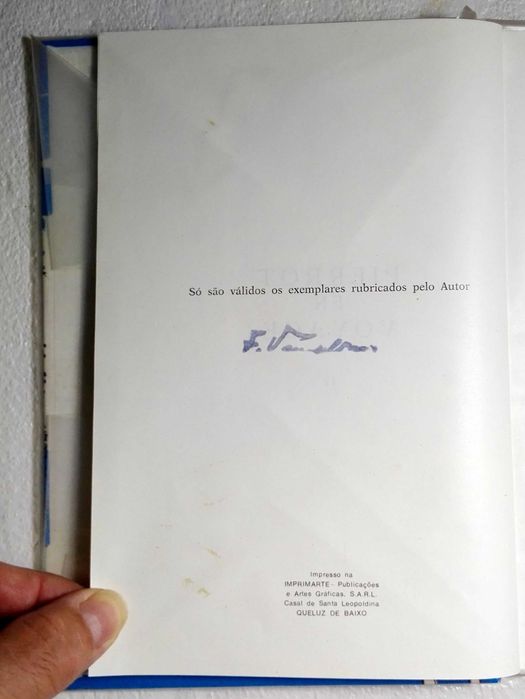 Só são válidos os exemplares rubricados pelo Autor
F.
Impresso na
IMPRIMARTE - Publicações
e Artes Gráficas, S.A.R.L.
Casal de Santa Leopoldina
QUELUZ DE BAIXO